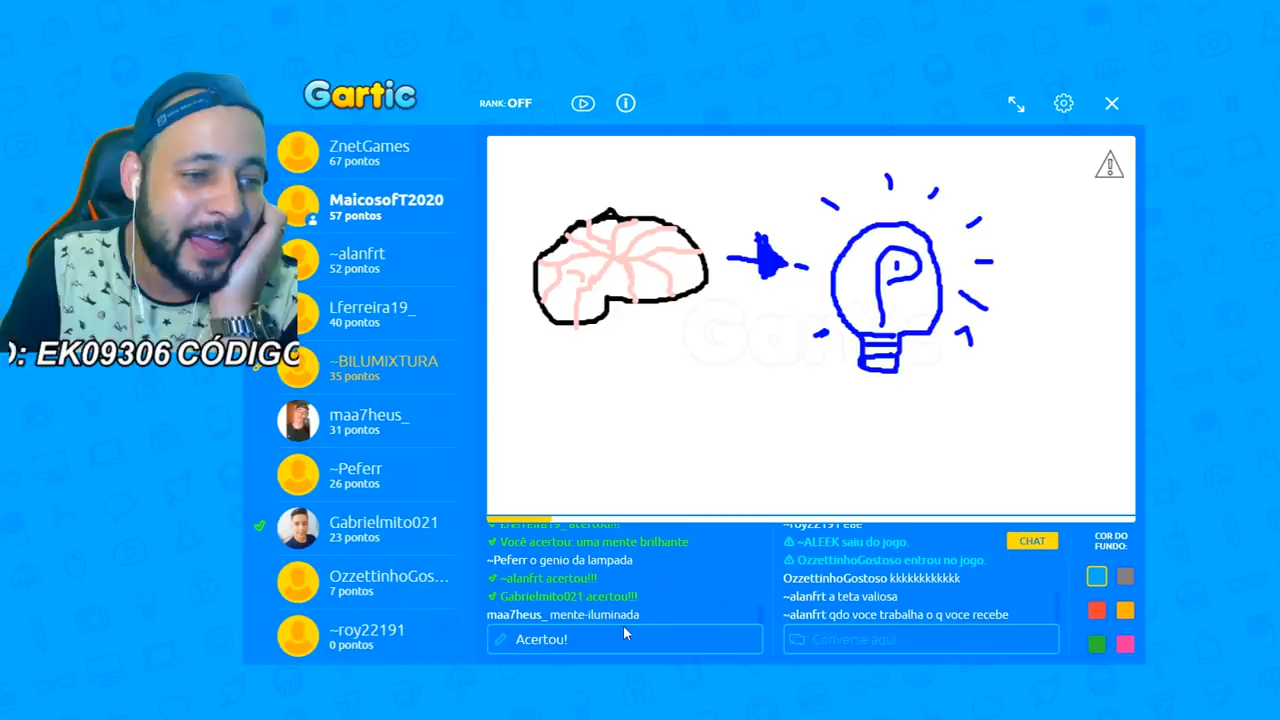 Gartic
RANK: OFF
ZnetGames
67 pontos
MaicosofT2020
57 pontos
~alanfrt
52 pontos
Lferreira19_
40 pontos
~BILUMIXTURA
35 pontos
maa7heus_
31 pontos
~Peferr
26 pontos
Gabrielmito021
23 pontos
OzzettinhoGos...
7 pontos
~roy22191
0 pontos
): EK09306 CÓDIGO
Gartic
Lferreira19_ acertou!!!
Você acertou: uma mente brilhante
~Peferr o genio da lampada
~alanfrt acertou!!!
Gabrielmito021 acertou!!!
maa7heus_ mente-iluminada
Acertou!
~roy22191 eae
~ALEEK saiu do jogo.
OzzettinhoGostoso entrou no jogo.
OzzettinhoGostoso kkkkkkkkkkkk
~alanfrt a teta valiosa
~alanfrt qdo voce trabalha o q voce recebe
Converse aqui
CHAT
COR DO
FUNDO: